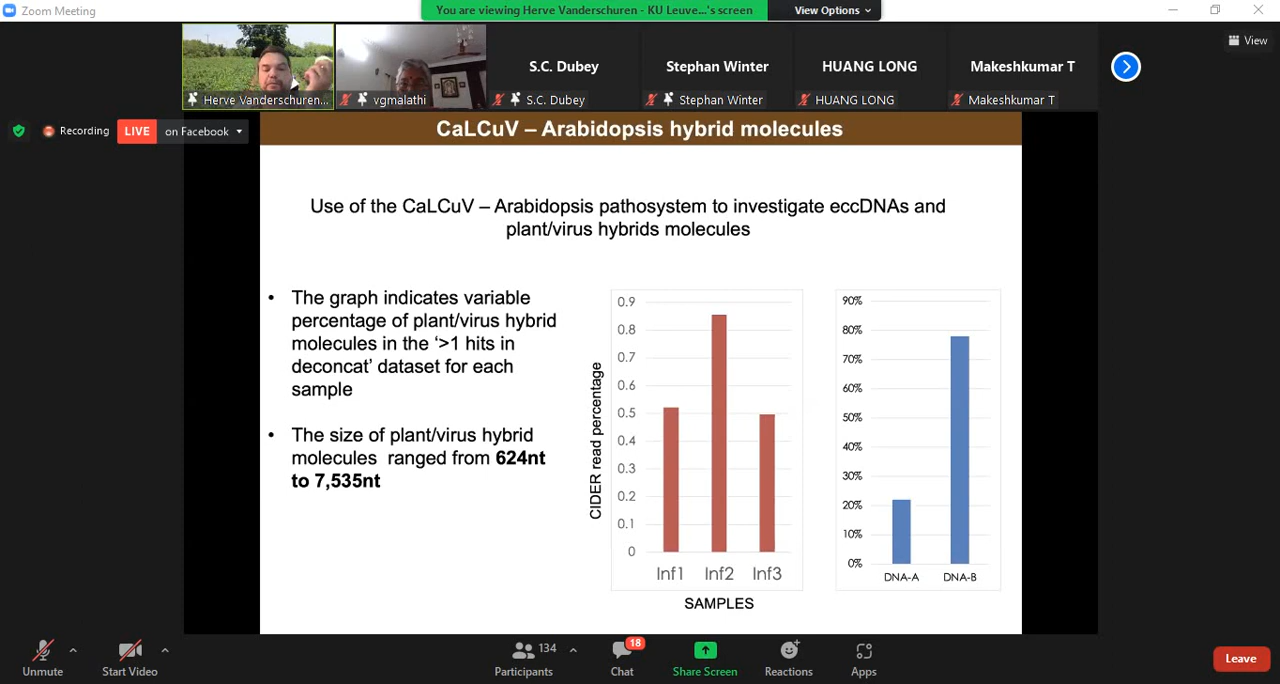 Zoom Meeting
You are viewing Herve Vanderschuren - KU Leuve...'s screen
View Options
View
S.C. Dubey
Stephan Winter
HUANG LONG
Makeshkumar T
Herve Vanderschuren...
vgmalathi
S.C. Dubey
Stephan Winter
HUANG LONG
Makeshkumar T
Recording
LIVE
on Facebook
CaLCuV – Arabidopsis hybrid molecules
Use of the CaLCuV – Arabidopsis pathosystem to investigate eccDNAs and
plant/virus hybrids molecules
• The graph indicates variable
percentage of plant/virus hybrid
molecules in the ‘>1 hits in
deconcat’ dataset for each
sample
• The size of plant/virus hybrid
molecules ranged from 624nt
to 7,535nt
CIDER read percentage
0.9
0.8
0.7
0.6
0.5
0.4
0.3
0.2
0.1
0
Inf1 Inf2 Inf3
SAMPLES
90%
80%
70%
60%
50%
40%
30%
20%
10%
0%
DNA-A DNA-B
Unmute
Start Video
134
Participants
18
Chat
Share Screen
Reactions
Apps
Leave